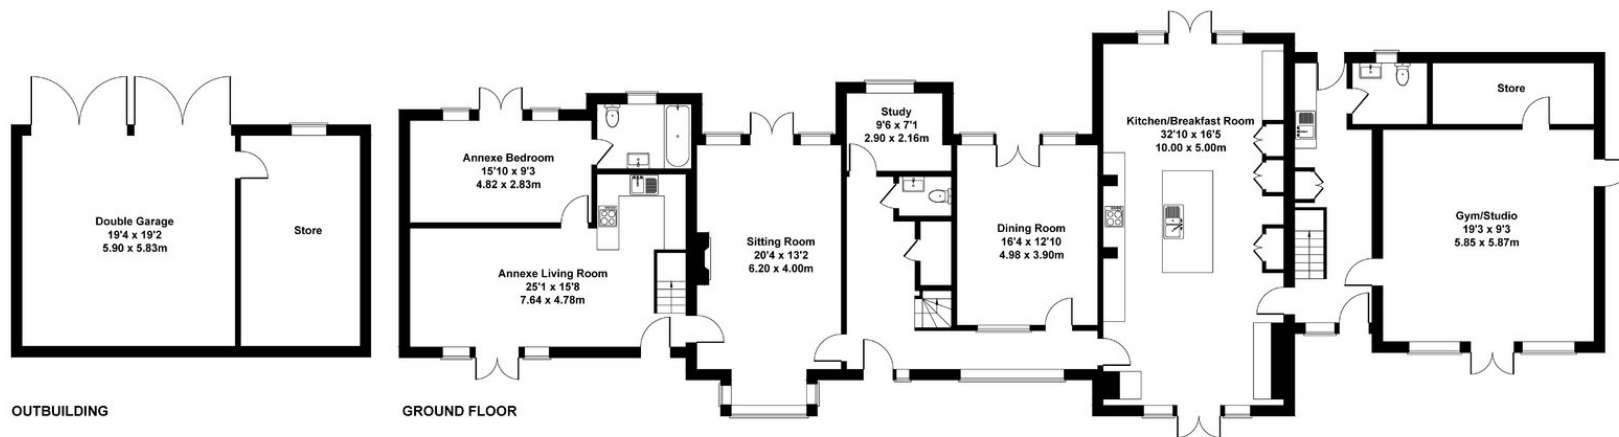 Double Garage
19'4 x 19'2
5.90 x 5.83m
Store
OUTBUILDING
Annexe Bedroom
15'10 x 9'3
4.82 x 2.83m
Annexe Living Room
25'1 x 15'8
7.64 x 4.78m
Sitting Room
20'4 x 13'2
6.20 x 4.00m
Study
9'6 x 7'1
2.90 x 2.16m
Dining Room
16'4 x 12'10
4.98 x 3.90m
Kitchen/Breakfast Room
32'10 x 16'5
10.00 x 5.00m
Store
Gym/Studio
19'3 x 9'3
5.85 x 5.87m
GROUND FLOOR